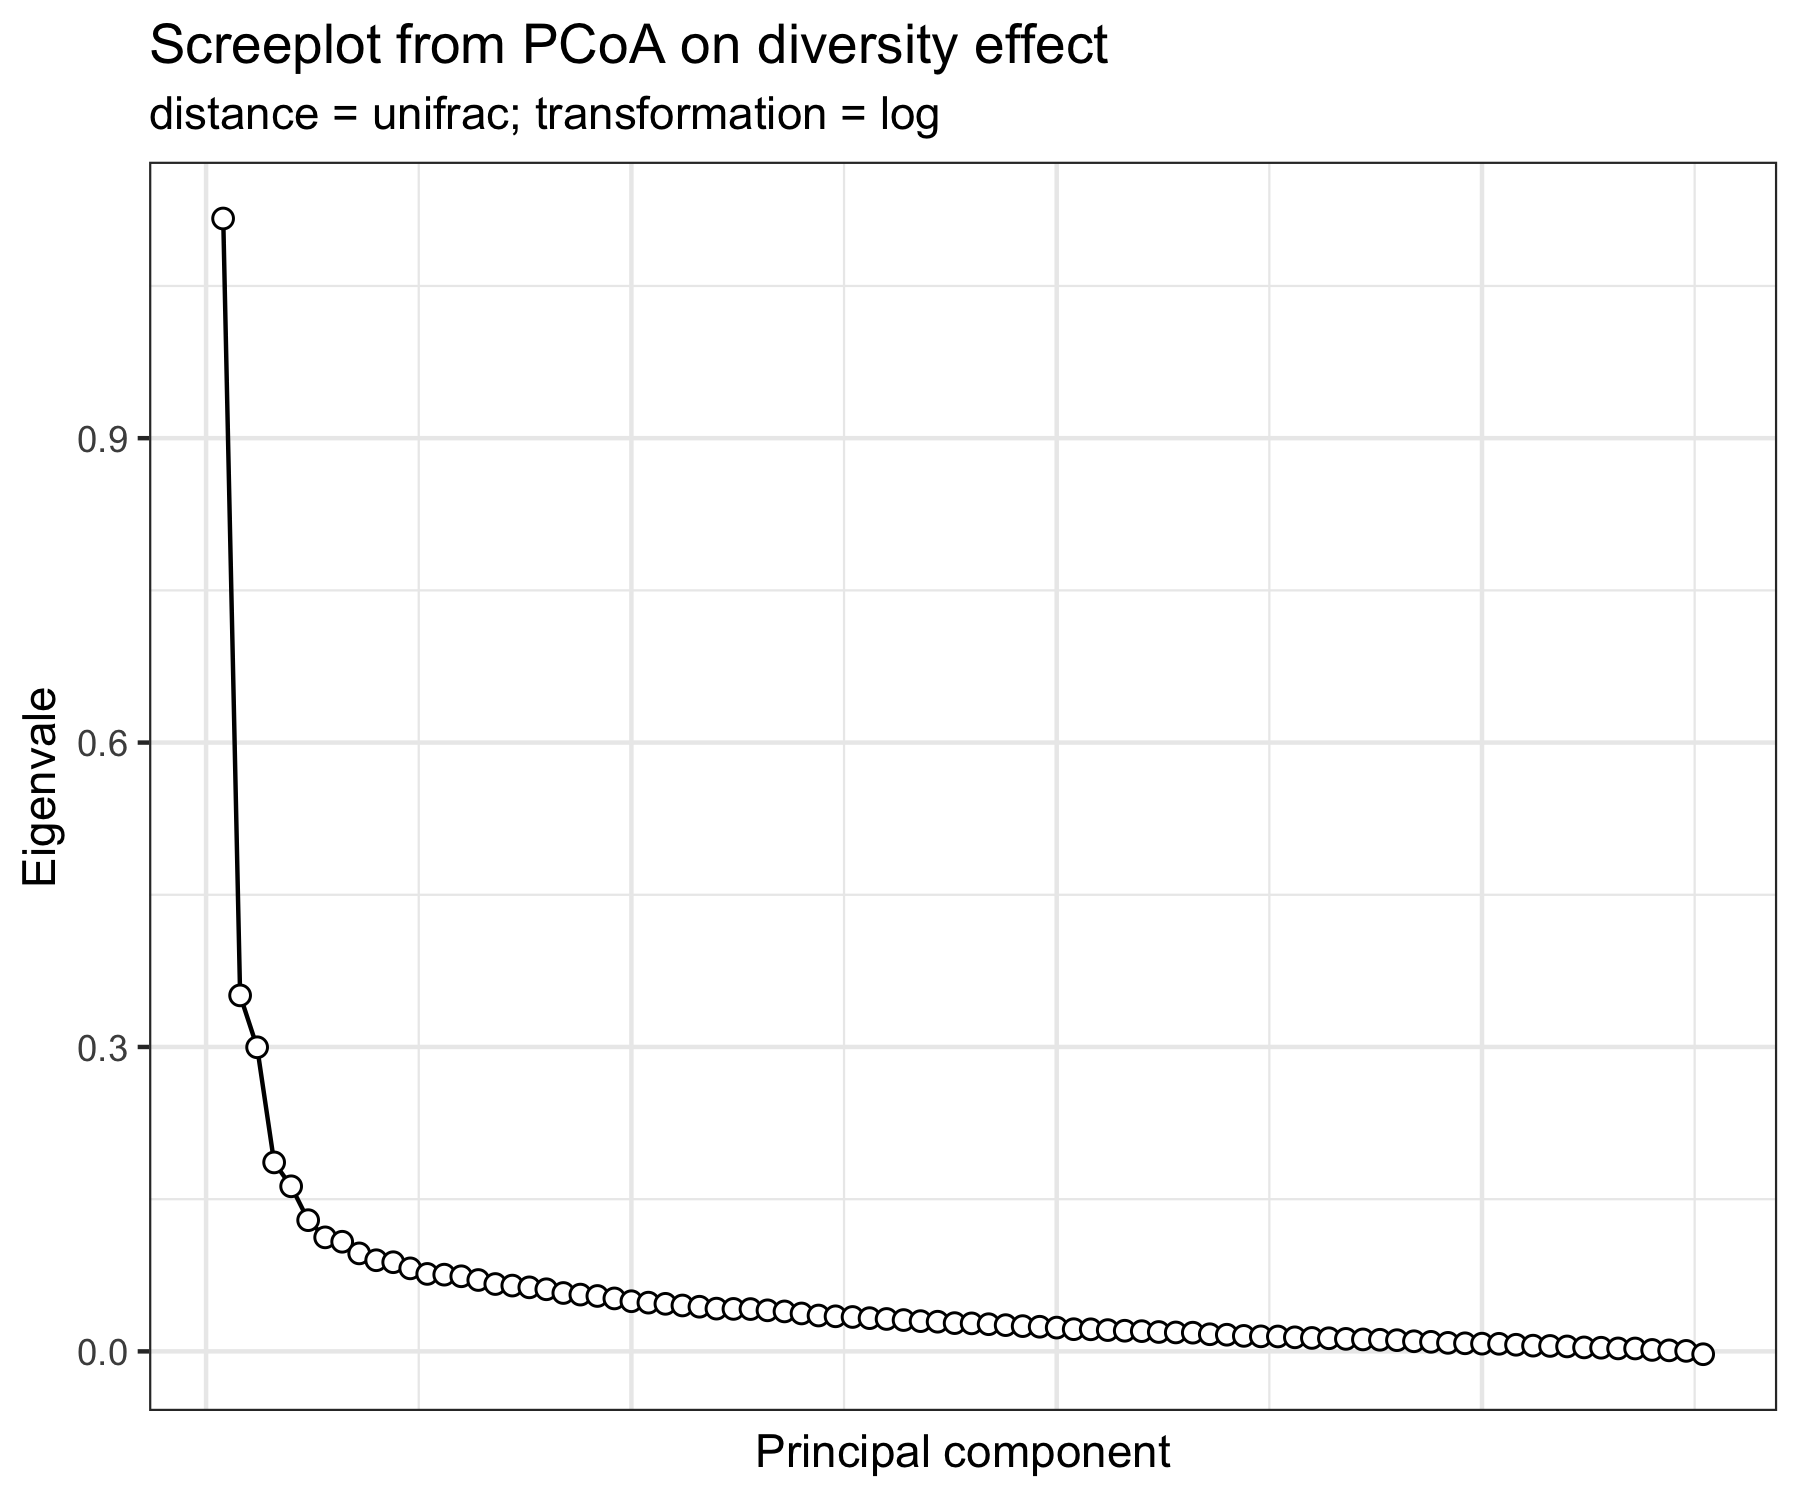 Screeplot from PCoA on diversity effect
distance = unifrac; transformation = log
Eigenvale
0.9
0.6
0.3
0.0
Principal component